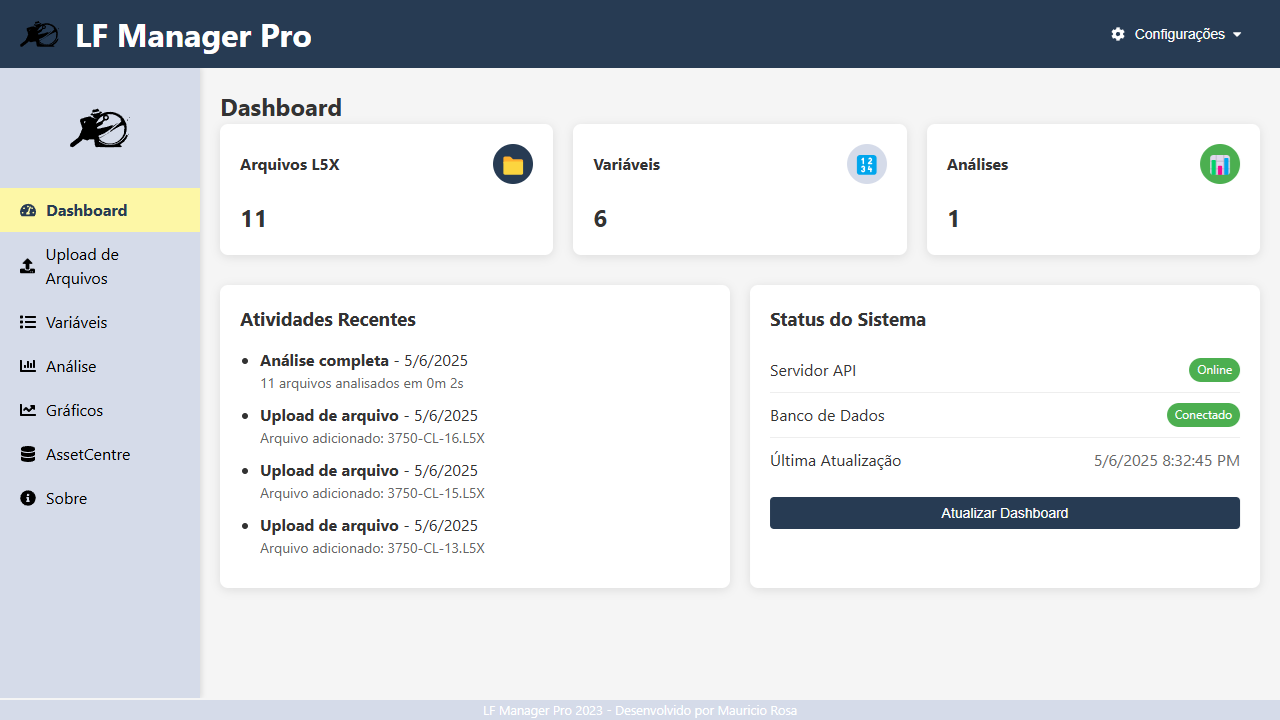 LF Manager Pro
Configurações
Dashboard
Upload de
Arquivos
Variáveis
Análise
Gráficos
AssetCentre
Sobre
Dashboard
Arquivos L5X
11
Variáveis
1 2
3 4
6
Análises
1
Atividades Recentes
Análise completa - 5/6/2025
11 arquivos analisados em 0m 2s
Upload de arquivo - 5/6/2025
Arquivo adicionado: 3750-CL-16.L5X
Upload de arquivo - 5/6/2025
Arquivo adicionado: 3750-CL-15.L5X
Upload de arquivo - 5/6/2025
Arquivo adicionado: 3750-CL-13.L5X
Status do Sistema
Servidor API Online
Banco de Dados Conectado
Última Atualização 5/6/2025 8:32:45 PM
Atualizar Dashboard
LF Manager Pro 2023 - Desenvolvido por Mauricio Rosa